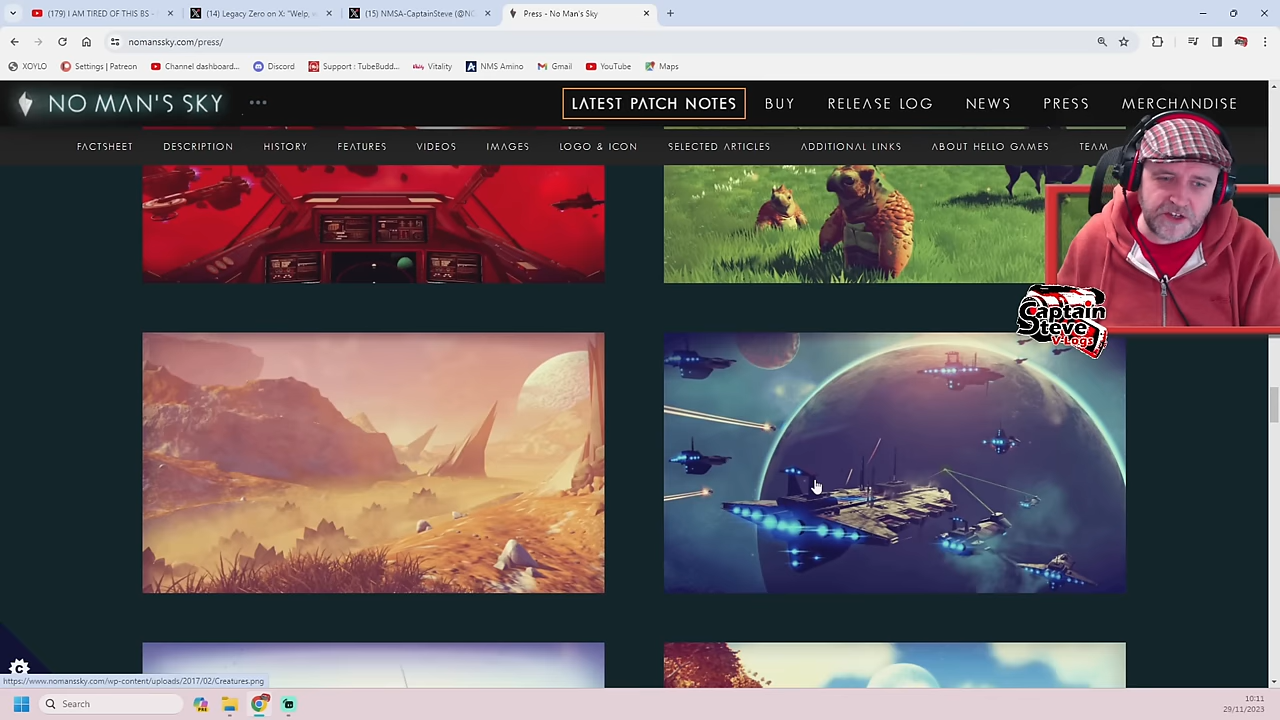 (179) I AM TIRED OF THIS BS -
(14) Legacy Zero on X: "Welp, w
(15) NMSA-CaptainSteve (@NC
Press - No Man's Sky
nomanssky.com/press/
XOYLO
Settings | Patreon
Channel dashboard...
Discord
Support : TubeBudd...
Vitality
NMS Amino
Gmail
YouTube
Maps
NO MAN'S SKY
LATEST PATCH NOTES
BUY
RELEASE LOG
NEWS
PRESS
MERCHANDISE
FACTSHEET
DESCRIPTION
HISTORY
FEATURES
VIDEOS
IMAGES
LOGO & ICON
SELECTED ARTICLES
ADDITIONAL LINKS
ABOUT HELLO GAMES
TEAM
Captain
Steve
V-Logs
https://www.nomanssky.com/wp-content/uploads/2017/02/Creatures.png
Search
10:11
29/11/2023